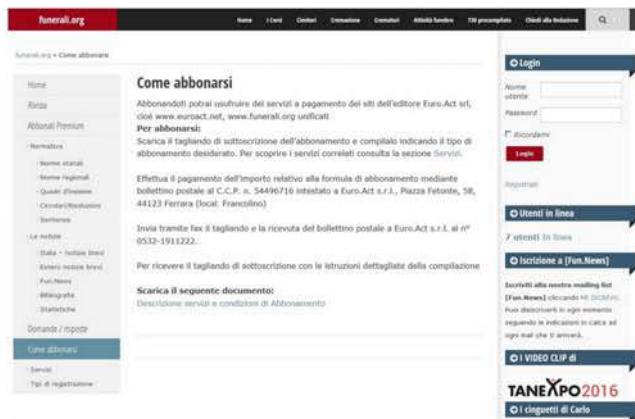 funerali.org
Home I Corsi Cimiteri Cremazione Crematori Attività funebre 730 precompilato Chiedi alla Redazione
funerali.org » Come abbonarsi
Home
Rivista
Abbonati Premium
- Normativa
- Norme statali
- Norme regionali
- Quadri d'insieme
- Circolari/Risoluzioni
- Sentenze
- Le notizie
- Italia - notizie brevi
- Estero notizie brevi
- Fun.News
- Bibliografia
- Statistiche
Domande / risposte
Come abbonarsi
- Servizi
- Tipi di registrazione
Come abbonarsi
Abbonandoti potrai usufruire dei servizi a pagamento dei siti dell'editore Euro.Act srl,
cioè www.euroact.net, www.funerali.org unificati
Per abbonarsi:
Scarica il tagliando di sottoscrizione dell'abbonamento e compilalo indicando il tipo di
abbonamento desiderato. Per scoprire i servizi correlati consulta la sezione Servizi.
Effettua il pagamento dell'importo relativo alla formula di abbonamento mediante
bollettino postale al C.C.P. n. 54496716 intestato a Euro.Act s.r.l., Piazza Fetonte, 58,
44123 Ferrara (local. Francolino)
Invia tramite fax il tagliando e la ricevuta del bollettino postale a Euro.Act s.r.l. al n°
0532-1911222.
Per ricevere il tagliando di sottoscrizione con le istruzioni dettagliate della compilazione
Scarica il seguente documento:
Descrizione servizi e condizioni di Abbonamento
Login
Nome
utente
Password
Ricordami
Login
Registrati
Utenti in linea
7 utenti in linea
Iscrizione a [Fun.News]
Iscriviti alla nostra mailing list
[Fun.News] cliccando MI ISCRIVO.
Puoi disiscriverti in ogni momento
seguendo le indicazioni in calce ad
ogni mail che ti arriverà.
I VIDEO CLIP di
TANEXPO2016
I cinguettii di Carlo